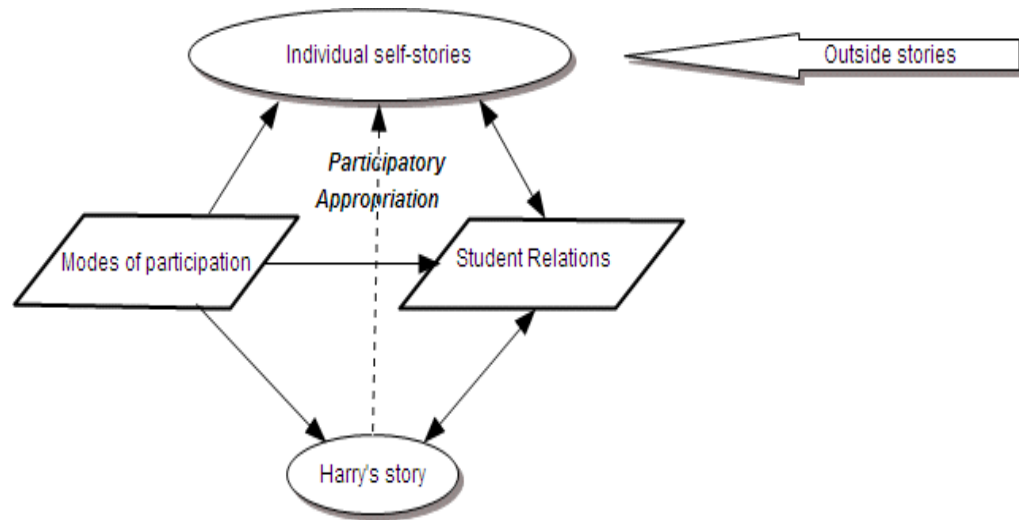 Individual self-stories
Outside stories
Participatory
Appropriation
Modes of participation
Student Relations
Harry's story